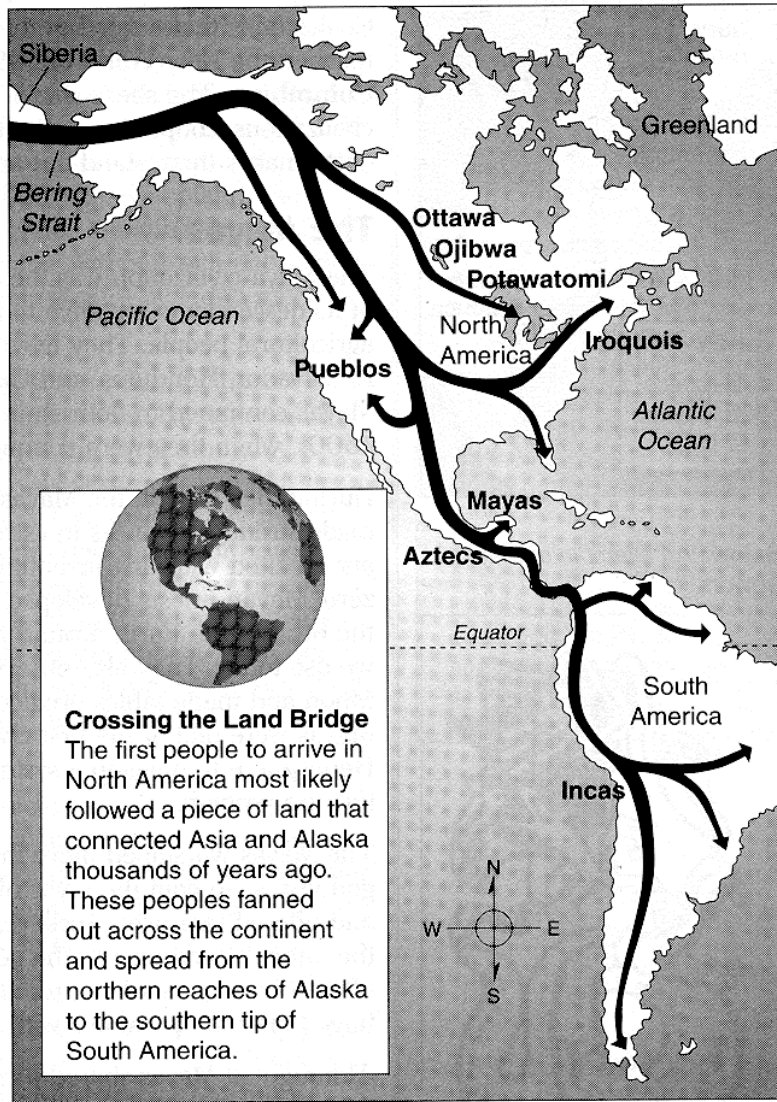 Siberia
Greenland
Bering
Strait
Ottawa
Ojibwa
Potawatomi
Pacific Ocean
North
America
Iroquois
Pueblos
Atlantic
Ocean
Mayas
Aztecs
Equator
South
America
Incas
Crossing the Land Bridge
The first people to arrive in
North America most likely
followed a piece of land that
connected Asia and Alaska
thousands of years ago.
These peoples fanned
out across the continent
and spread from the
northern reaches of Alaska
to the southern tip of
South America.
N
W
E
S